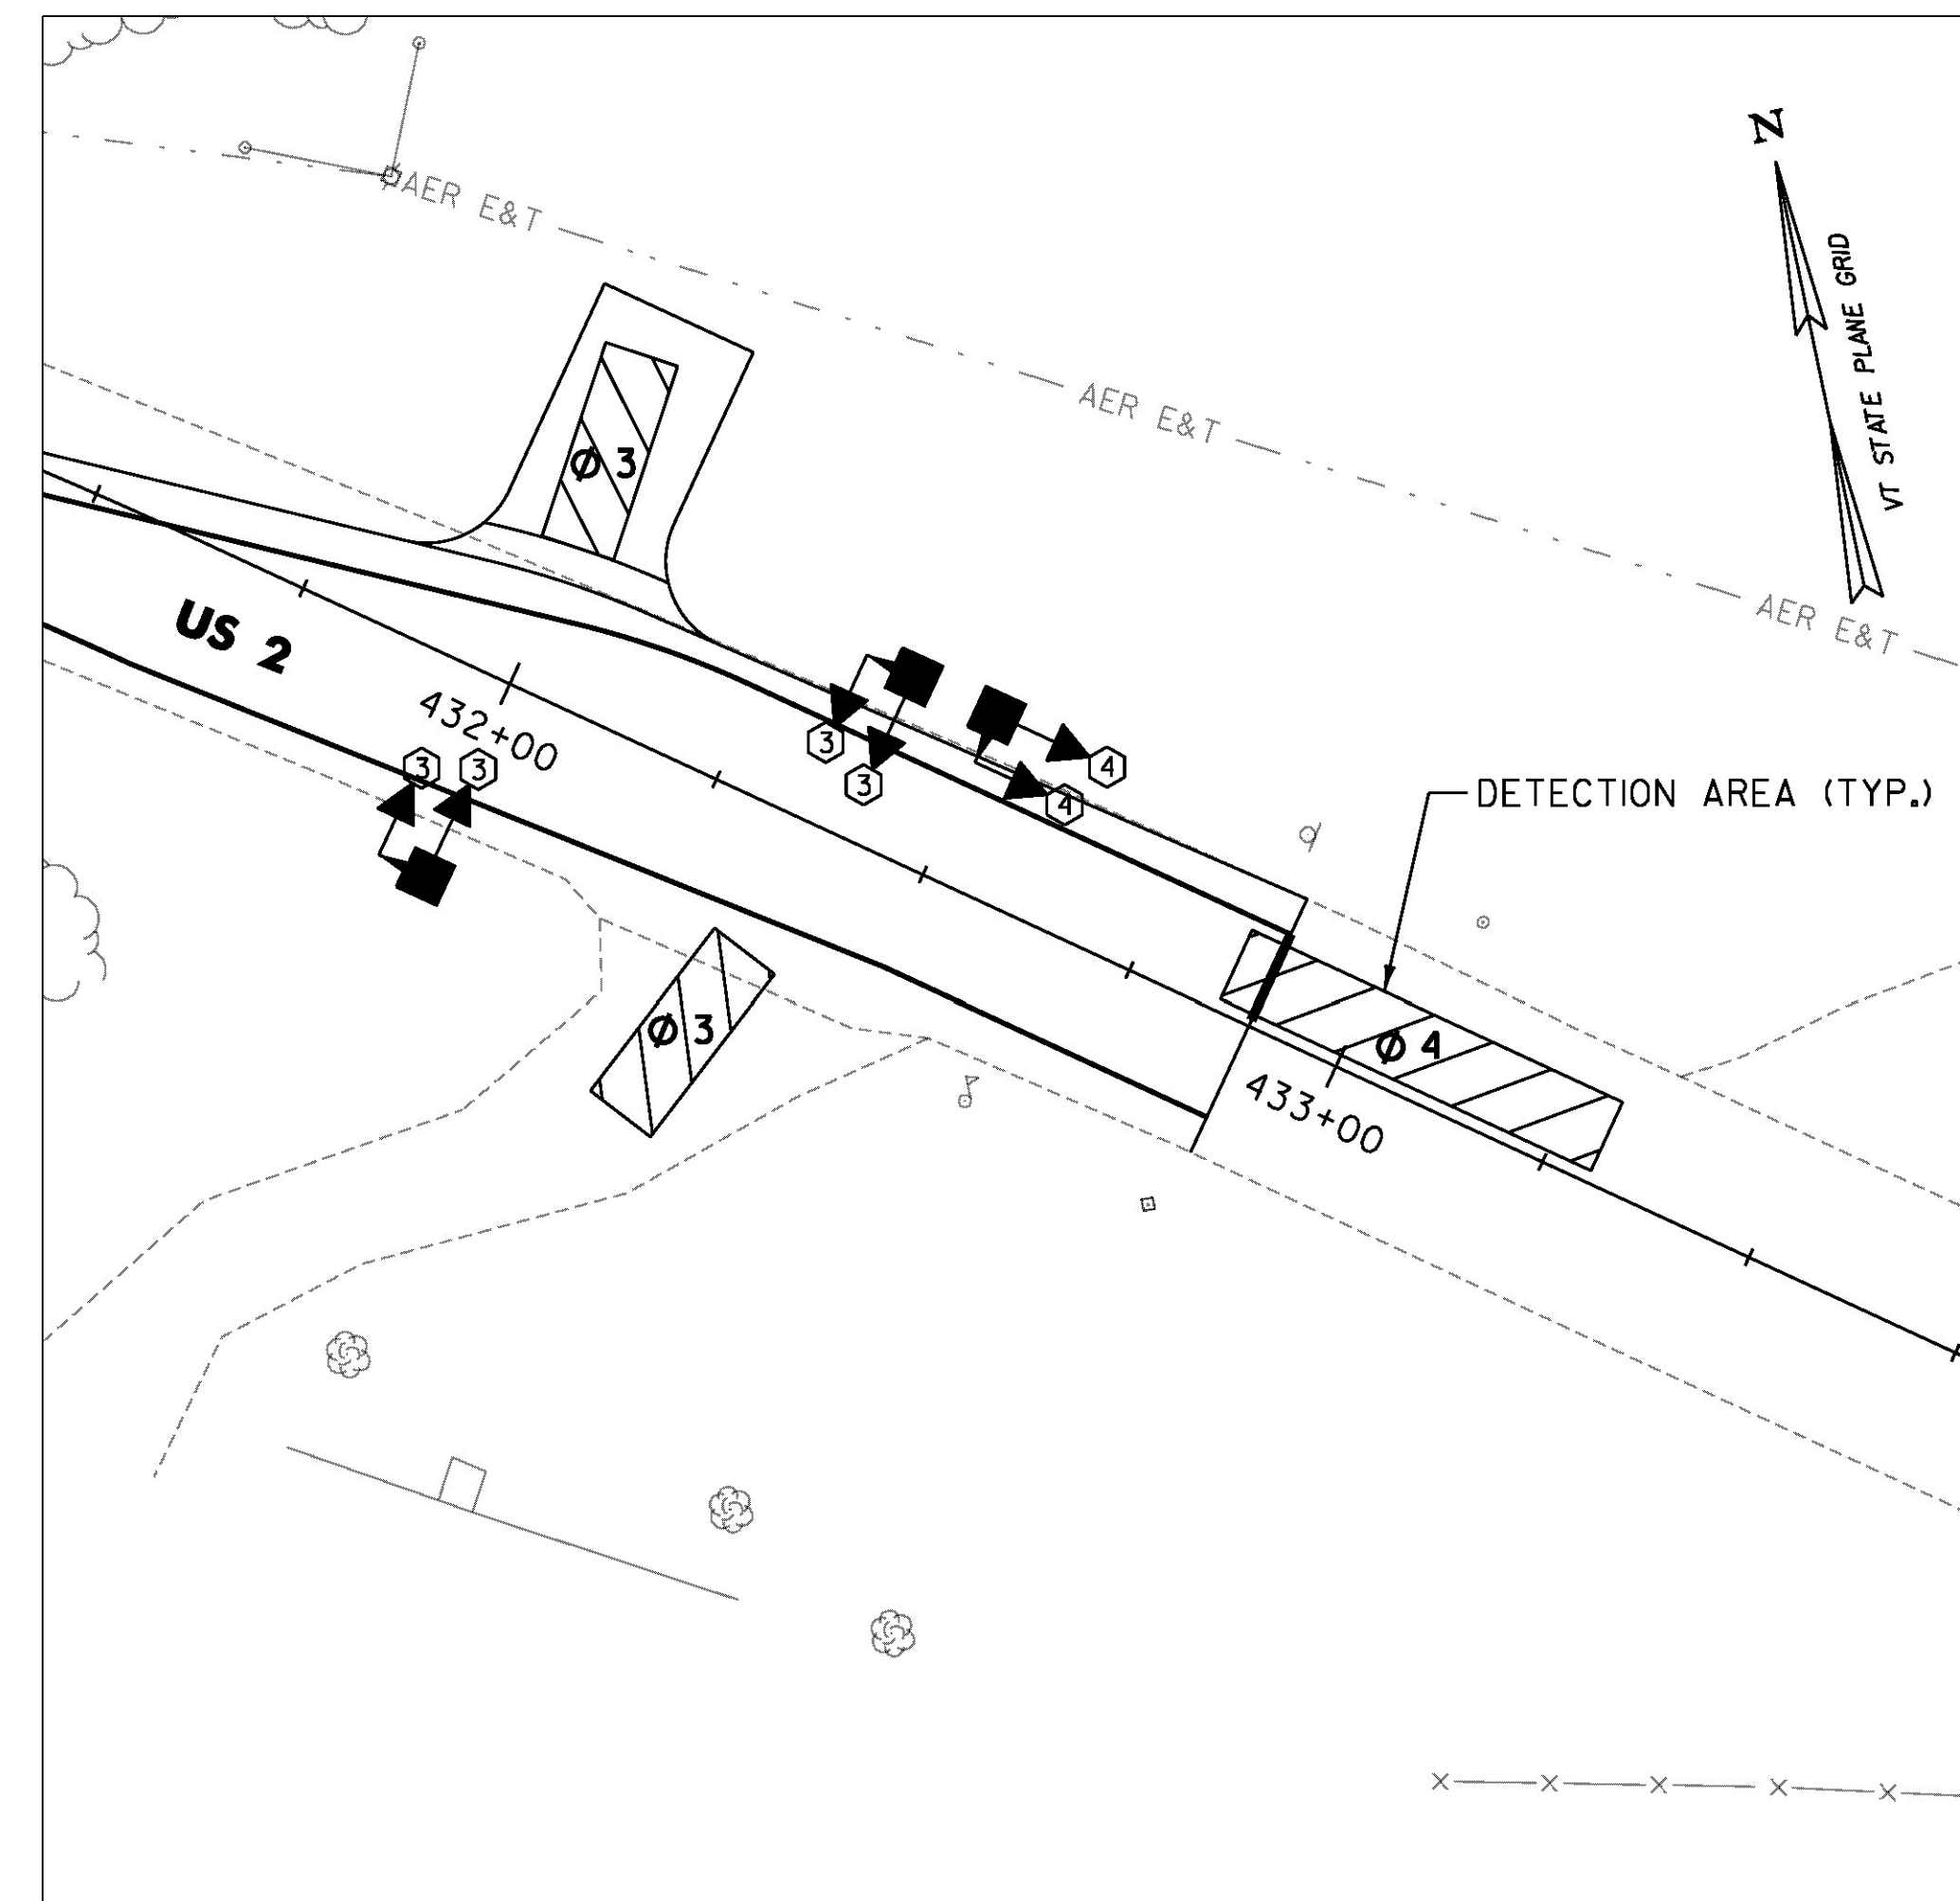 N
VT STATE PLANE GRID
AER E&T
AER E&T
AER E&T
Φ 3
US 2
432+00
3
3
3
3
4
4
DETECTION AREA (TYP.)
Φ 3
Φ 4
433+00